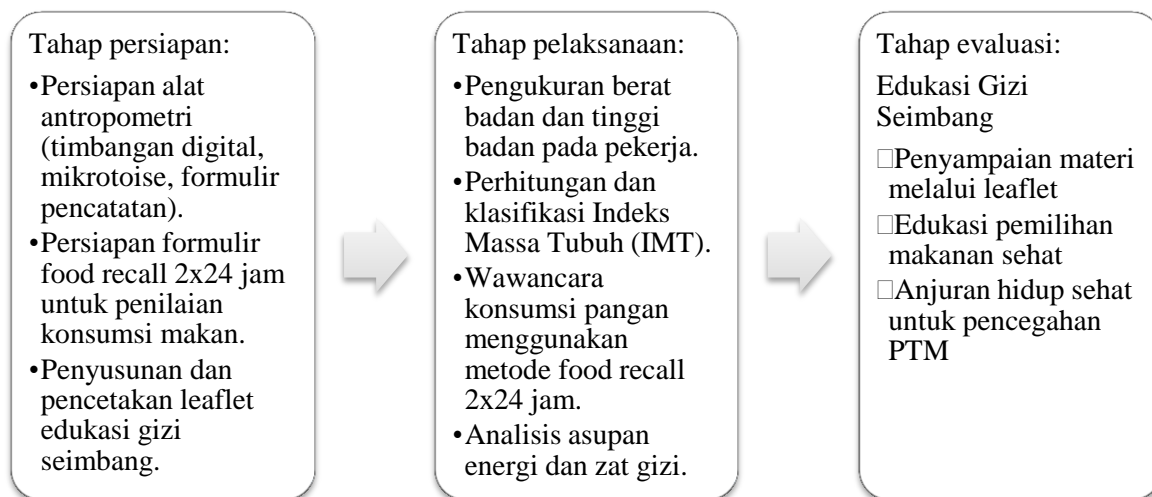 Tahap persiapan:
•Persiapan alat
antropometri
(timbangan digital,
mikrotoise, formulir
pencatatan).
•Persiapan formulir
food recall 2x24 jam
untuk penilaian
konsumsi makan.
•Penyusunan dan
pencetakan leaflet
edukasi gizi
seimbang.
Tahap pelaksanaan:
•Pengukuran berat
badan dan tinggi
badan pada pekerja.
•Perhitungan dan
klasifikasi Indeks
Massa Tubuh (IMT).
•Wawancara
konsumsi pangan
menggunakan
metode food recall
2x24 jam.
•Analisis asupan
energi dan zat gizi.
Tahap evaluasi:
Edukasi Gizi
Seimbang
□Penyampaian materi
melalui leaflet
□Edukasi pemilihan
makanan sehat
□Anjuran hidup sehat
untuk pencegahan
PTM